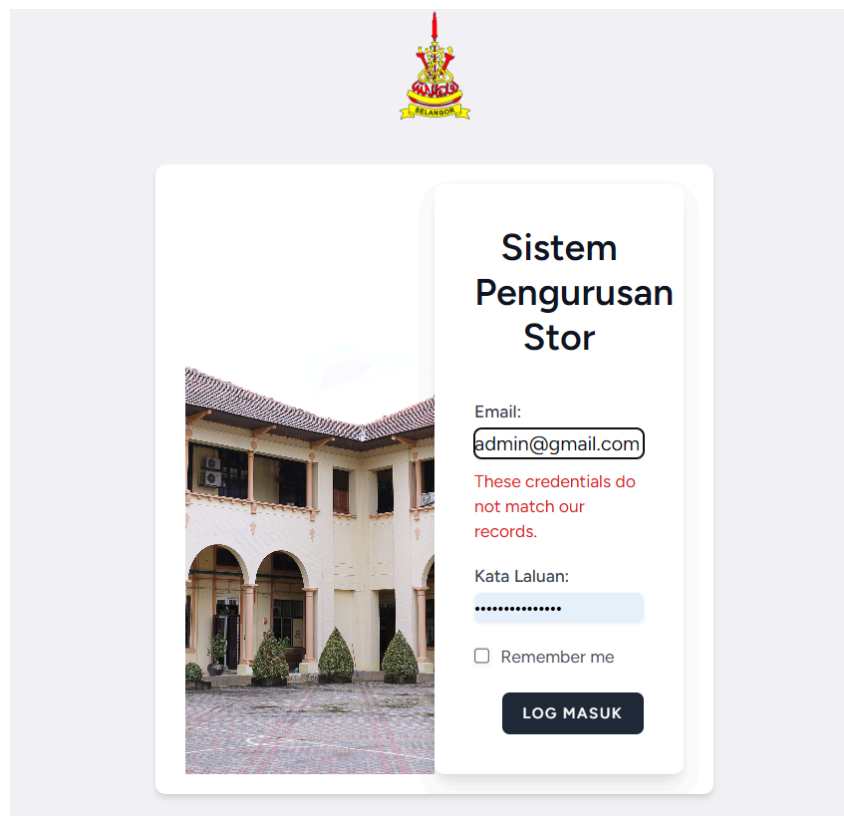 SELANGOR
Sistem
Pengurusan
Stor
Email:
admin@gmail.com
These credentials do
not match our
records.
Kata Laluan:
•••••••••••••••
Remember me
LOG MASUK